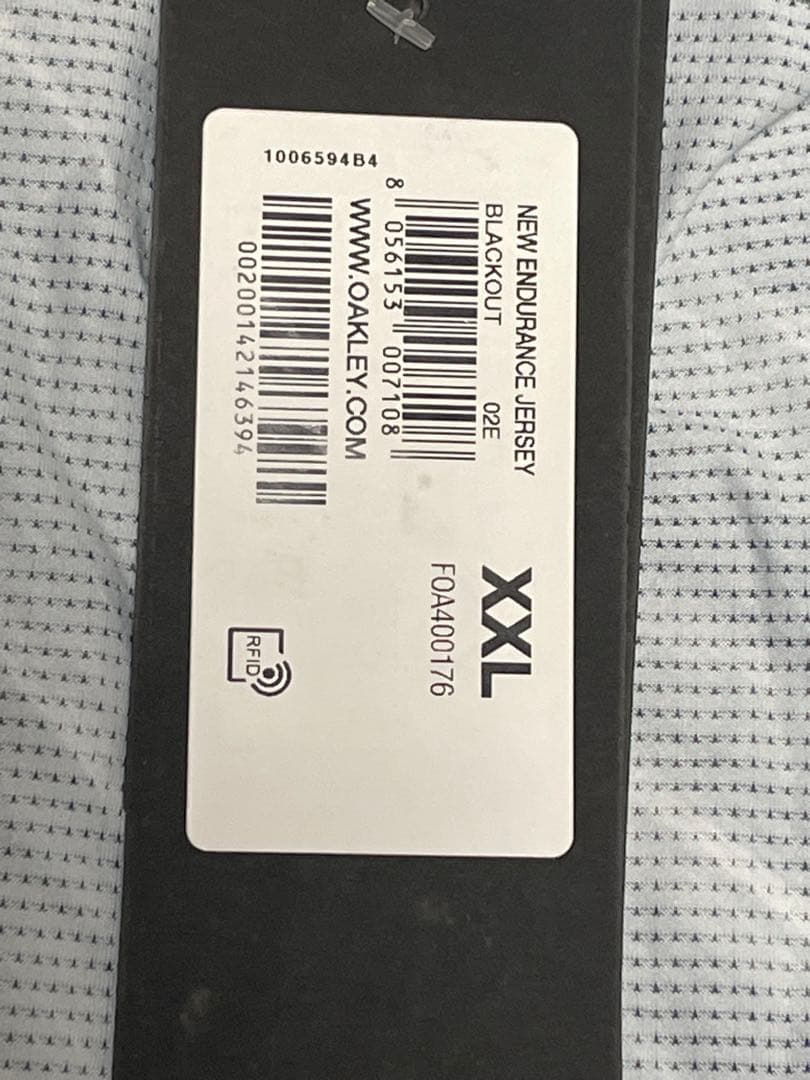 NEW ENDURANCE JERSEY
BLACKOUT 02E
XXL
FOA400176
8 056153 007108
WWW.OAKLEY.COM
1006594B4
00200142146394
RFID